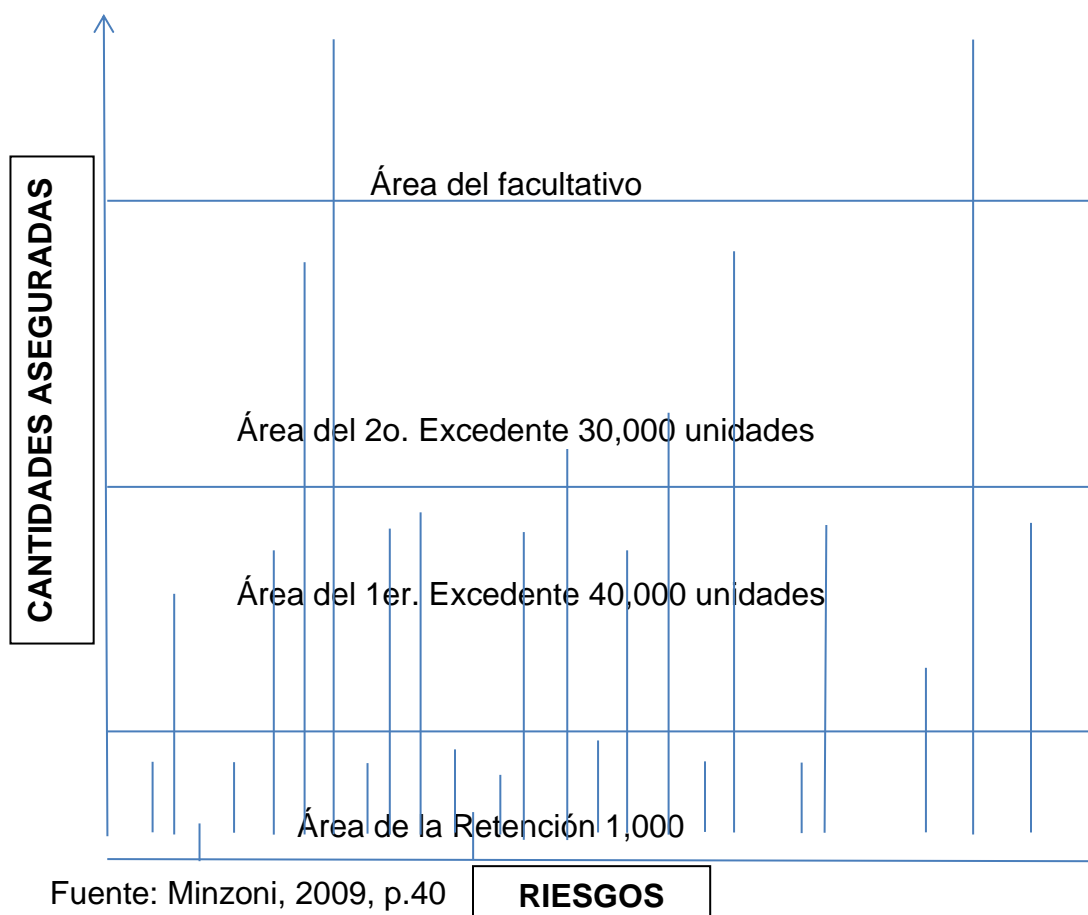 CANTIDADES ASEGURADAS
Área del facultativo
Área del 2o. Excedente 30,000 unidades
Área del 1er. Excedente 40,000 unidades
Área de la Retención 1,000
Fuente: Minzoni, 2009, p.40
RIESGOS